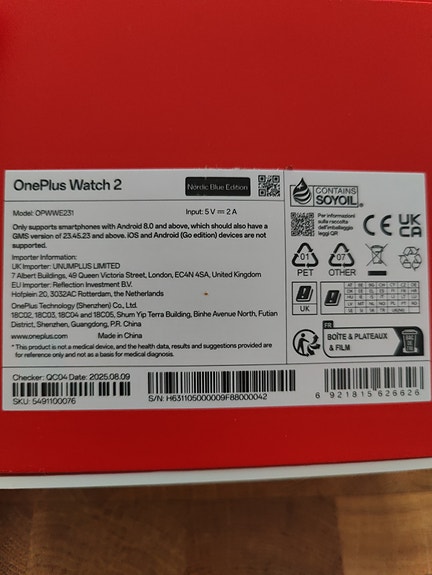 OnePlus Watch 2
Nordic Blue Edition
Model: OPWWE231
Input: 5 V ⎓ 2 A
Only supports smartphones with Android 8.0 and above, which should also have a
GMS version of 23.45.23 and above. iOS and Android (Go edition) devices are not
supported.
Importer Information:
UK Importer: UNUMPLUS LIMITED
7 Albert Buildings, 49 Queen Victoria Street, London, EC4N 4SA, United Kingdom
EU Importer: Reflection Investment B.V.
Hofplein 20, 3032AC Rotterdam, the Netherlands
OnePlus Technology (Shenzhen) Co., Ltd.
18C02, 18C03, 18C04 and 18C05, Shum Yip Terra Building, Binhe Avenue North, Futian
District, Shenzhen, Guangdong, P.R. China
www.oneplus.com Made in China
* This product is not a medical device, and the health data, results and suggestions provided are
for reference only and not as a basis for medical diagnosis.
CONTAINS
SOYOIL
Per informazioni
sulla raccolta
dell'imballaggio
leggi QR
CE
UK
CA
01
PET
07
OTHER
UK
FR
BOÎTE & PLATEAUX
& FILM
BAC DE
TRI
Checker: QC04 Date: 2025.08.09
SKU: 5491100076
S/N: H631105000009F88000042
6 921815 626626